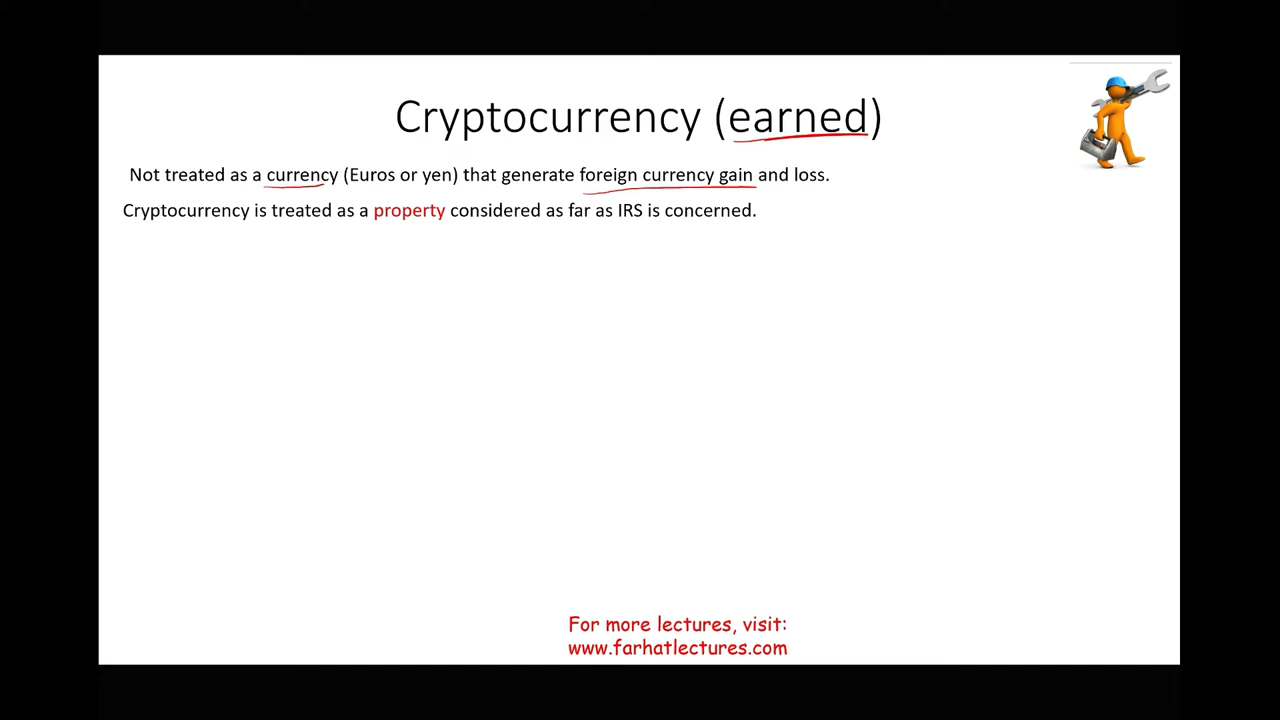 Cryptocurrency (earned)
Not treated as a currency (Euros or yen) that generate foreign currency gain and loss.
Cryptocurrency is treated as a property considered as far as IRS is concerned.
For more lectures, visit:
www.farhatlectures.com